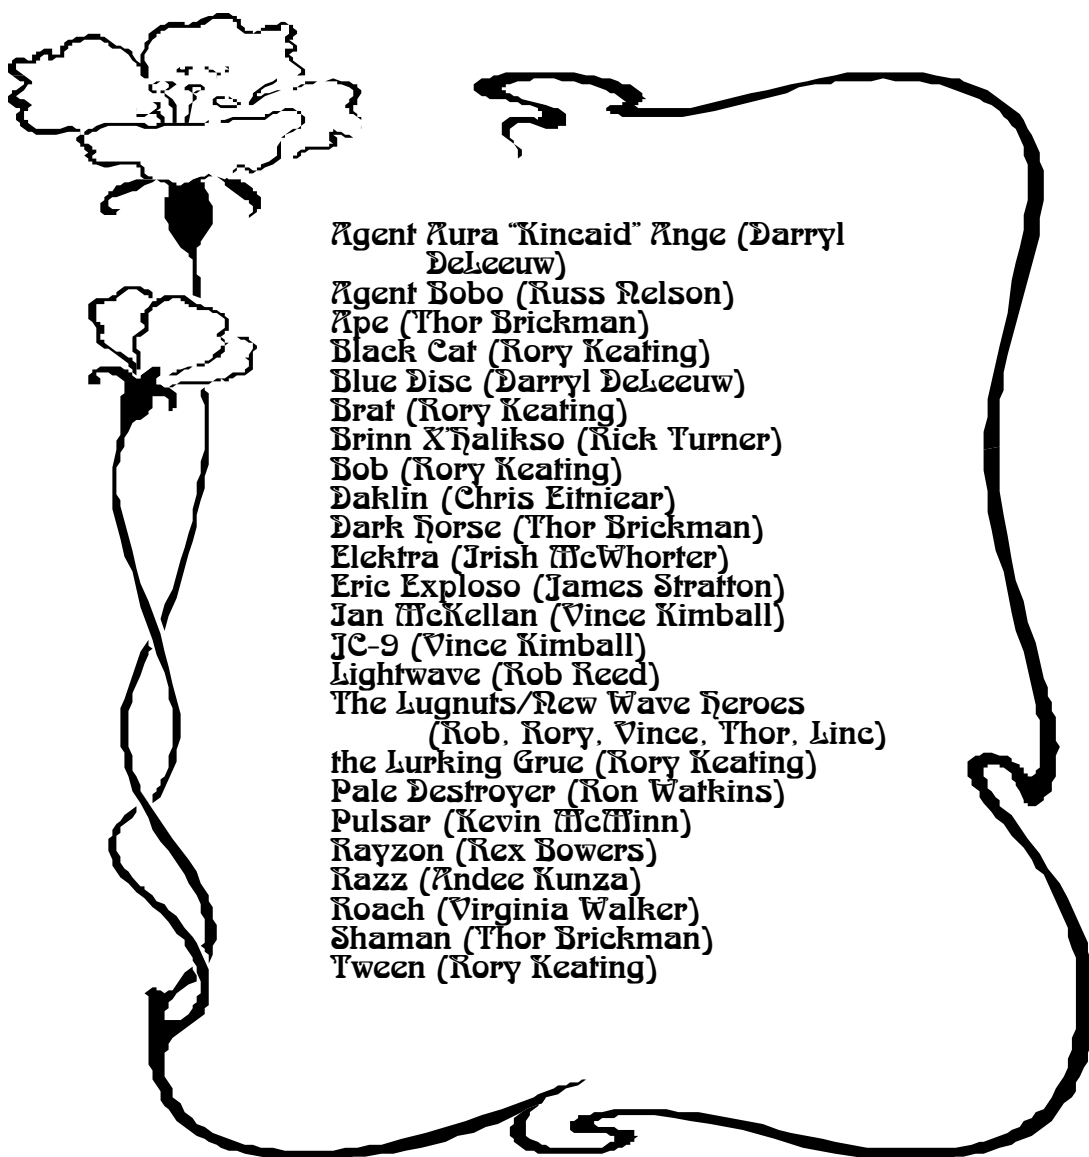 Agent Aura “Kincaid” Ange (Darryl
DeLeeuw)
Agent Bobo (Russ Nelson)
Ape (Thor Brickman)
Black Cat (Rory Keating)
Blue Disc (Darryl DeLeeuw)
Brat (Rory Keating)
Brinn X'Halikso (Rick Turner)
Bob (Rory Keating)
Daklin (Chris Eitniear)
Dark Horse (Thor Brickman)
Elektra (Irish McWhorter)
Eric Exploso (James Stratton)
Ian McKellan (Vince Kimball)
JC-9 (Vince Kimball)
Lightwave (Rob Reed)
The Lugnuts/New Wave Heroes
(Rob, Rory, Vince, Thor, Linc)
the Lurking Grue (Rory Keating)
Pale Destroyer (Ron Watkins)
Pulsar (Kevin McMinn)
Rayzon (Rex Bowers)
Razz (Andee Kunza)
Roach (Virginia Walker)
Shaman (Thor Brickman)
Tween (Rory Keating)